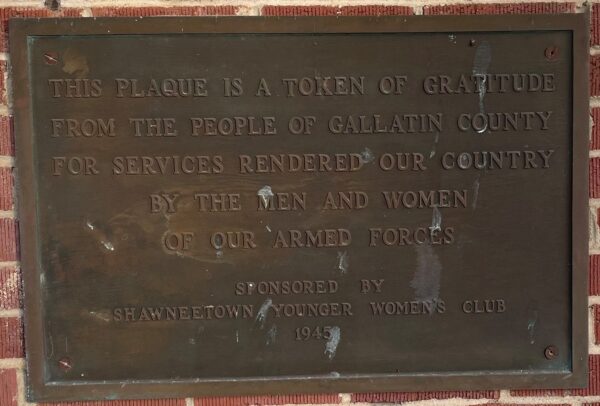 THIS PLAQUE IS A TOKEN OF GRATITUDE
FROM THE PEOPLE OF GALLATIN COUNTY
FOR SERVICES RENDERED OUR COUNTRY
BY THE MEN AND WOMEN
OF OUR ARMED FORCES
SPONSORED BY
SHAWNEETOWN YOUNGER WOMEN'S CLUB
1945